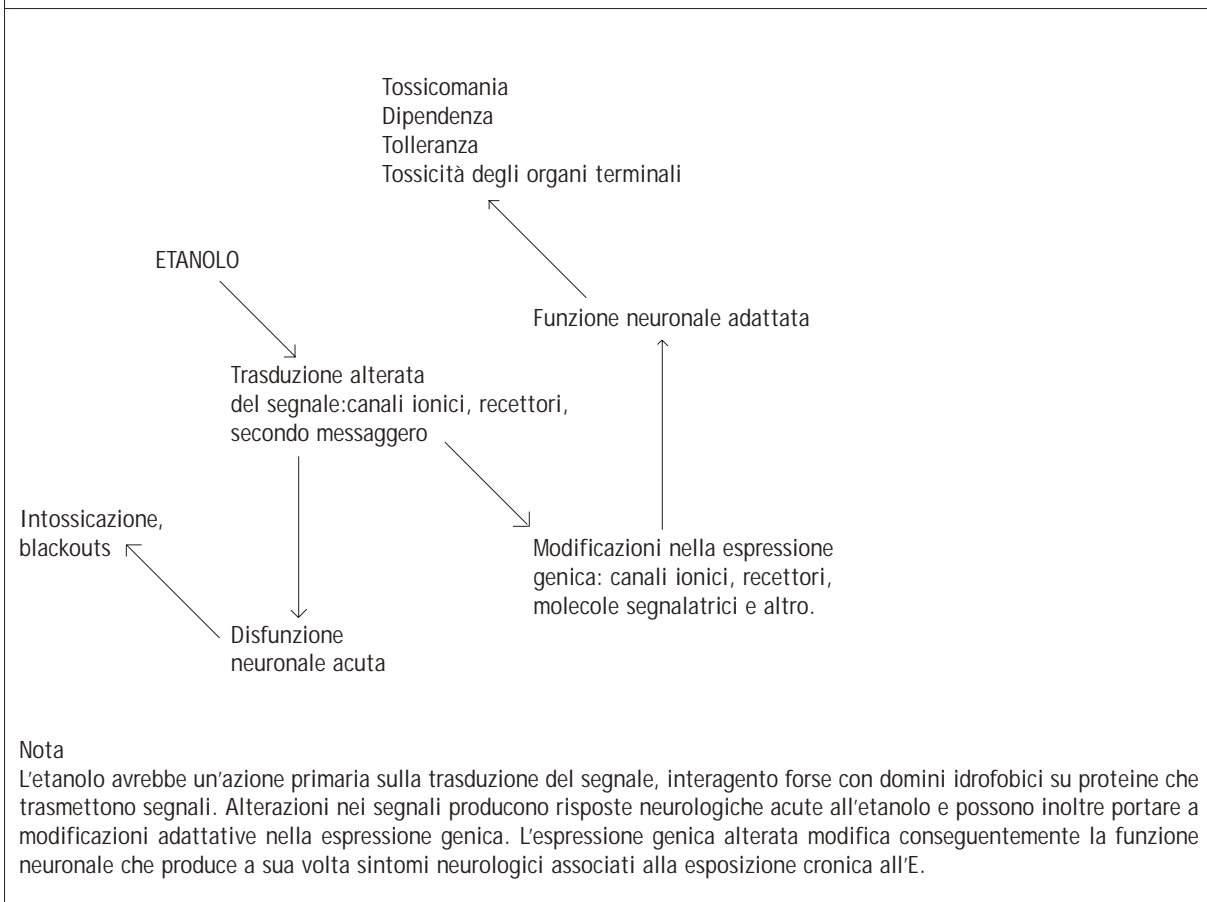 Tossicomania
Dipendenza
Tolleranza
Tossicità degli organi terminali
ETANOLO
Funzione neuronale adattata
Trasduzione alterata
del segnale:canali ionici, recettori,
secondo messaggero
Intossicazione,
blackouts
Modificazioni nella espressione
genica: canali ionici, recettori,
molecole segnalatrici e altro.
Disfunzione
neuronale acuta
Nota
L'etanolo avrebbe un'azione primaria sulla trasduzione del segnale, interagento forse con domini idrofobici su proteine che
trasmettono segnali. Alterazioni nei segnali producono risposte neurologiche acute all'etanolo e possono inoltre portare a
modificazioni adattative nella espressione genica. L'espressione genica alterata modifica conseguentemente la funzione
neuronale che produce a sua volta sintomi neurologici associati alla esposizione cronica all'E.